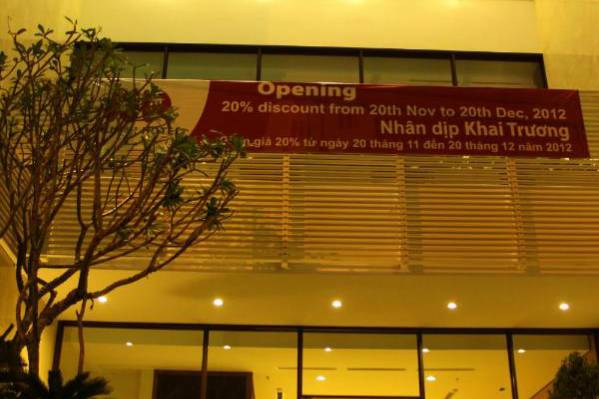 Opening
20% discount from 20th Nov to 20th Dec, 2012
Nhân dịp Khai Trương
giá 20% từ ngày 20 tháng 11 đến 20 tháng 12 năm 2012